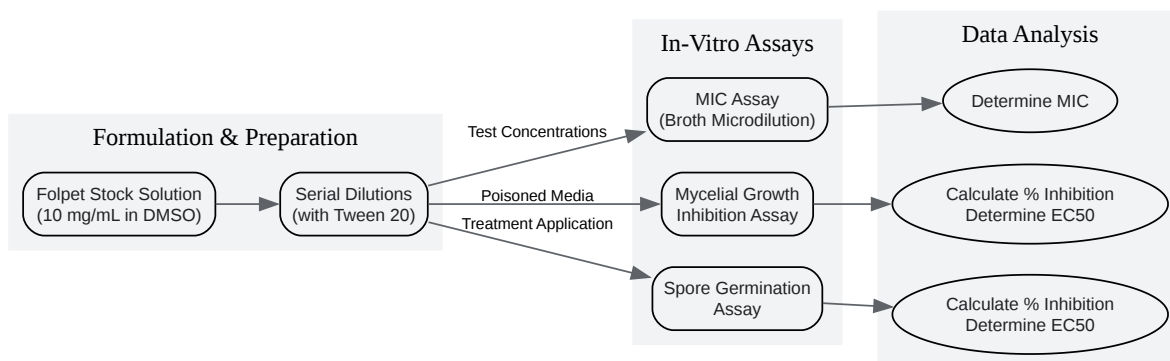 Formulation & Preparation
Folpet Stock Solution
(10 mg/mL in DMSO)
Serial Dilutions
(with Tween 20)
Test Concentrations
Poisoned Media
Treatment Application
In-Vitro Assays
MIC Assay
(Broth Microdilution)
Mycelial Growth
Inhibition Assay
Spore Germination
Assay
Data Analysis
Determine MIC
Calculate % Inhibition
Determine EC50
Calculate % Inhibition
Determine EC50